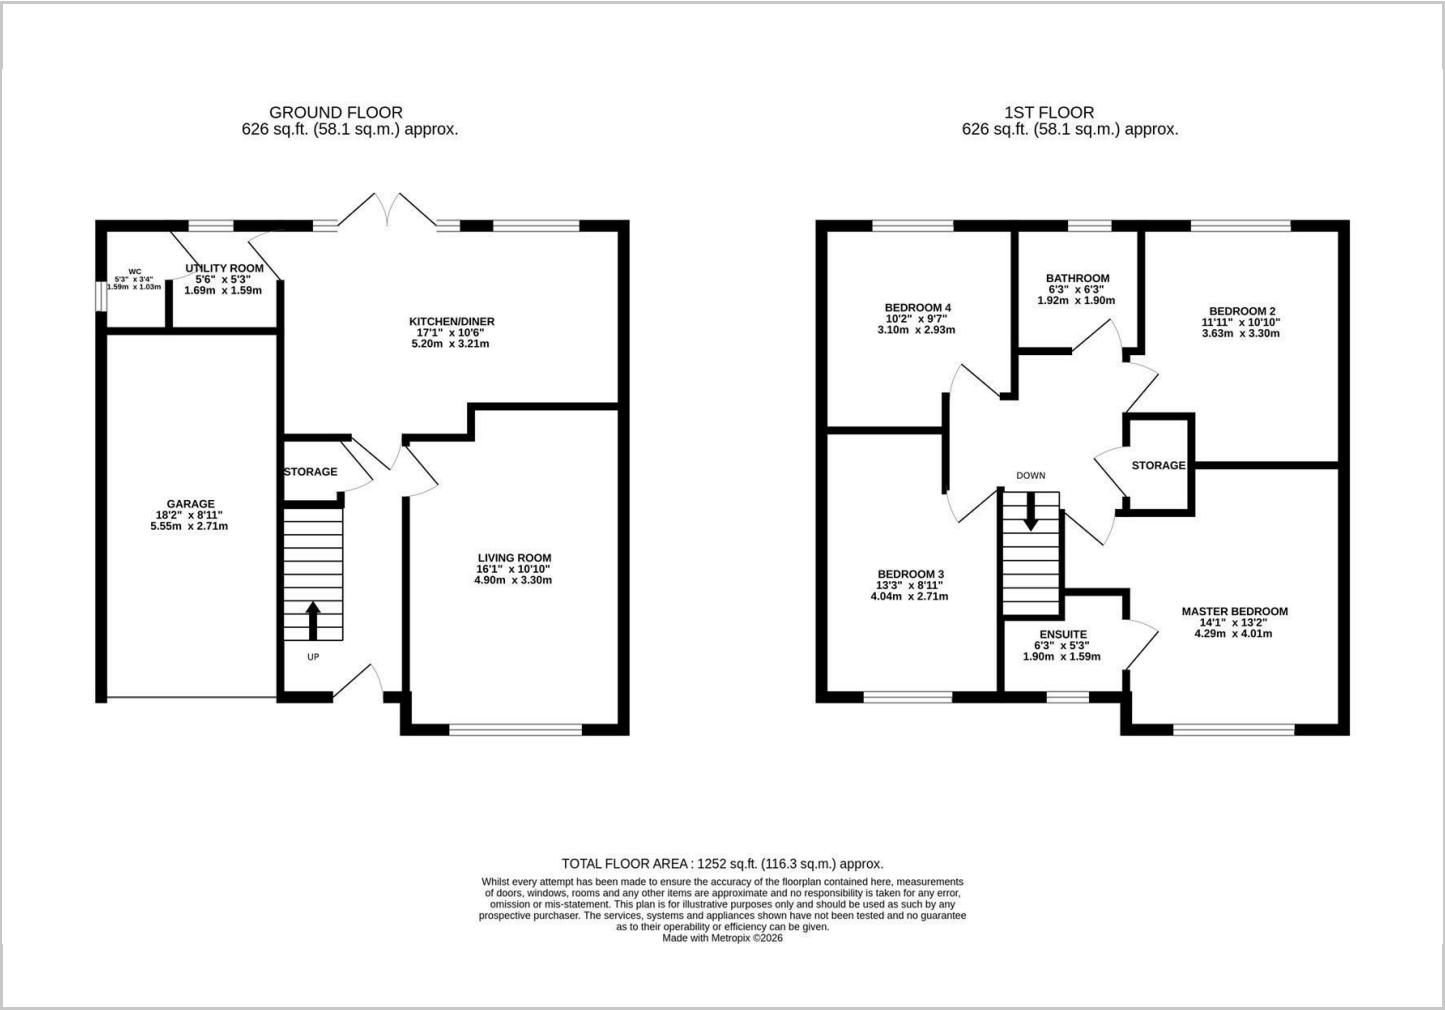 GROUND FLOOR
626 sq.ft. (58.1 sq.m.) approx.
WC
5'3" x 3'4"
1.59m x 1.03m
UTILITY ROOM
5'6" x 5'3"
1.69m x 1.59m
KITCHEN/DINER
17'1" x 10'6"
5.20m x 3.21m
STORAGE
GARAGE
18'2" x 8'11"
5.55m x 2.71m
LIVING ROOM
16'1" x 10'10"
4.90m x 3.30m
UP
1ST FLOOR
626 sq.ft. (58.1 sq.m.) approx.
BEDROOM 4
10'2" x 9'7"
3.10m x 2.93m
BATHROOM
6'3" x 6'3"
1.92m x 1.90m
BEDROOM 2
11'11" x 10'10"
3.63m x 3.30m
DOWN
STORAGE
BEDROOM 3
13'3" x 8'11"
4.04m x 2.71m
ENSUITE
6'3" x 5'3"
1.90m x 1.59m
MASTER BEDROOM
14'1" x 13'2"
4.29m x 4.01m
TOTAL FLOOR AREA : 1252 sq.ft. (116.3 sq.m.) approx.
Whilst every attempt has been made to ensure the accuracy of the floorplan contained here, measurements
of doors, windows, rooms and any other items are approximate and no responsibility is taken for any error,
omission or mis-statement. This plan is for illustrative purposes only and should be used as such by any
prospective purchaser. The services, systems and appliances shown have not been tested and no guarantee
as to their operability or efficiency can be given.
Made with Metropix ©2026